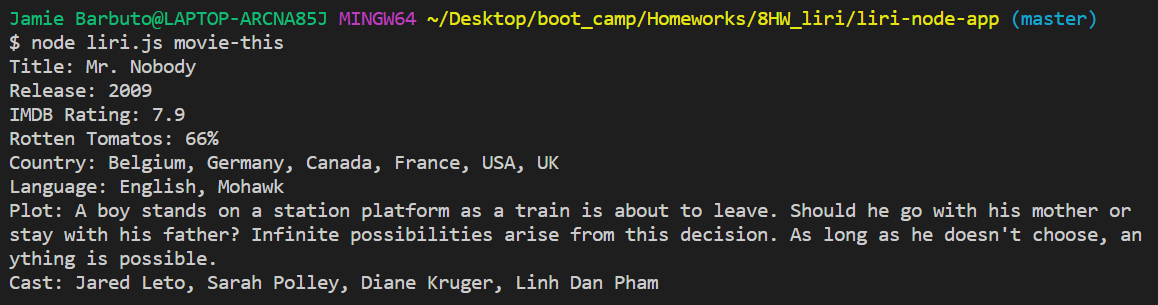 Jamie Barbuto@LAPTOP-ARCNA85J MINGW64 ~/Desktop/boot_camp/Homeworks/8HW_liri/liri-node-app (master)
$ node liri.js movie-this
Title: Mr. Nobody
Release: 2009
IMDB Rating: 7.9
Rotten Tomatos: 66%
Country: Belgium, Germany, Canada, France, USA, UK
Language: English, Mohawk
Plot: A boy stands on a station platform as a train is about to leave. Should he go with his mother or
stay with his father? Infinite possibilities arise from this decision. As long as he doesn't choose, an
ything is possible.
Cast: Jared Leto, Sarah Polley, Diane Kruger, Linh Dan Pham